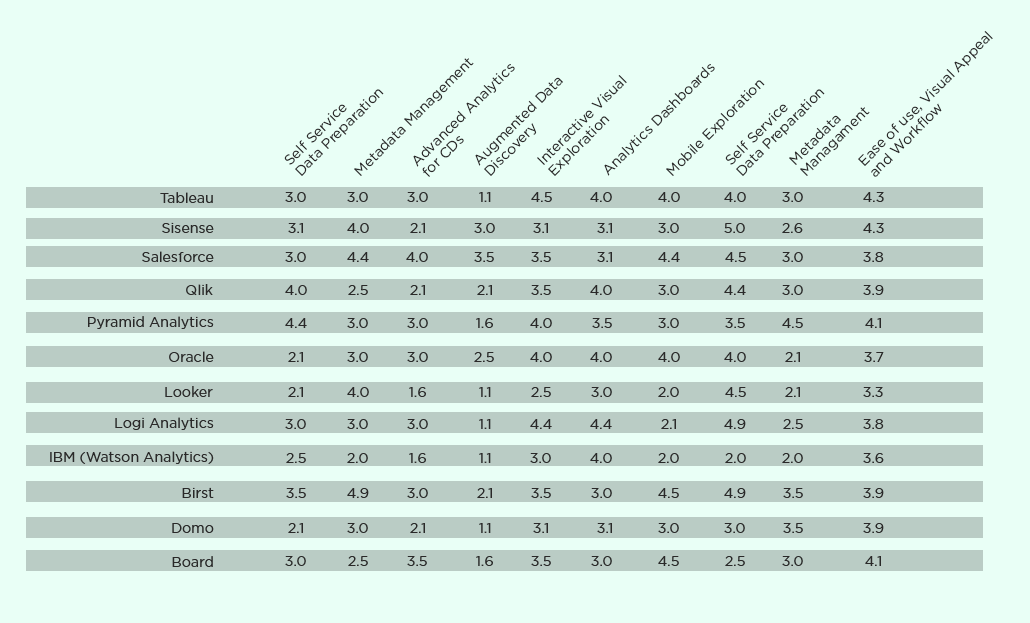 Self Service
Data Preparation
Metadata Management
Advanced Analytics
for CDs
Augmented Data
Discovery
Interactive Visual
Exploration
Analytics Dashboards
Mobile Exploration
Self Service
Data Preparation
Metadata
Managament
Ease of use, Visual Appeal
and Workflow
Tableau 3.0 3.0 3.0 1.1 4.5 4.0 4.0 4.0 3.0 4.3
Sisense 3.1 4.0 2.1 3.0 3.1 3.1 3.0 5.0 2.6 4.3
Salesforce 3.0 4.4 4.0 3.5 3.5 3.1 4.4 4.5 3.0 3.8
Qlik 4.0 2.5 2.1 2.1 3.5 4.0 3.0 4.4 3.0 3.9
Pyramid Analytics 4.4 3.0 3.0 1.6 4.0 3.5 3.0 3.5 4.5 4.1
Oracle 2.1 3.0 3.0 2.5 4.0 4.0 4.0 4.0 2.1 3.7
Looker 2.1 4.0 1.6 1.1 2.5 3.0 2.0 4.5 2.1 3.3
Logi Analytics 3.0 3.0 3.0 1.1 4.4 4.4 2.1 4.9 2.5 3.8
IBM (Watson Analytics) 2.5 2.0 1.6 1.1 3.0 4.0 2.0 2.0 2.0 3.6
Birst 3.5 4.9 3.0 2.1 3.5 3.0 4.5 4.9 3.5 3.9
Domo 2.1 3.0 2.1 1.1 3.1 3.1 3.0 3.0 3.5 3.9
Board 3.0 2.5 3.5 1.6 3.5 3.0 4.5 2.5 3.0 4.1